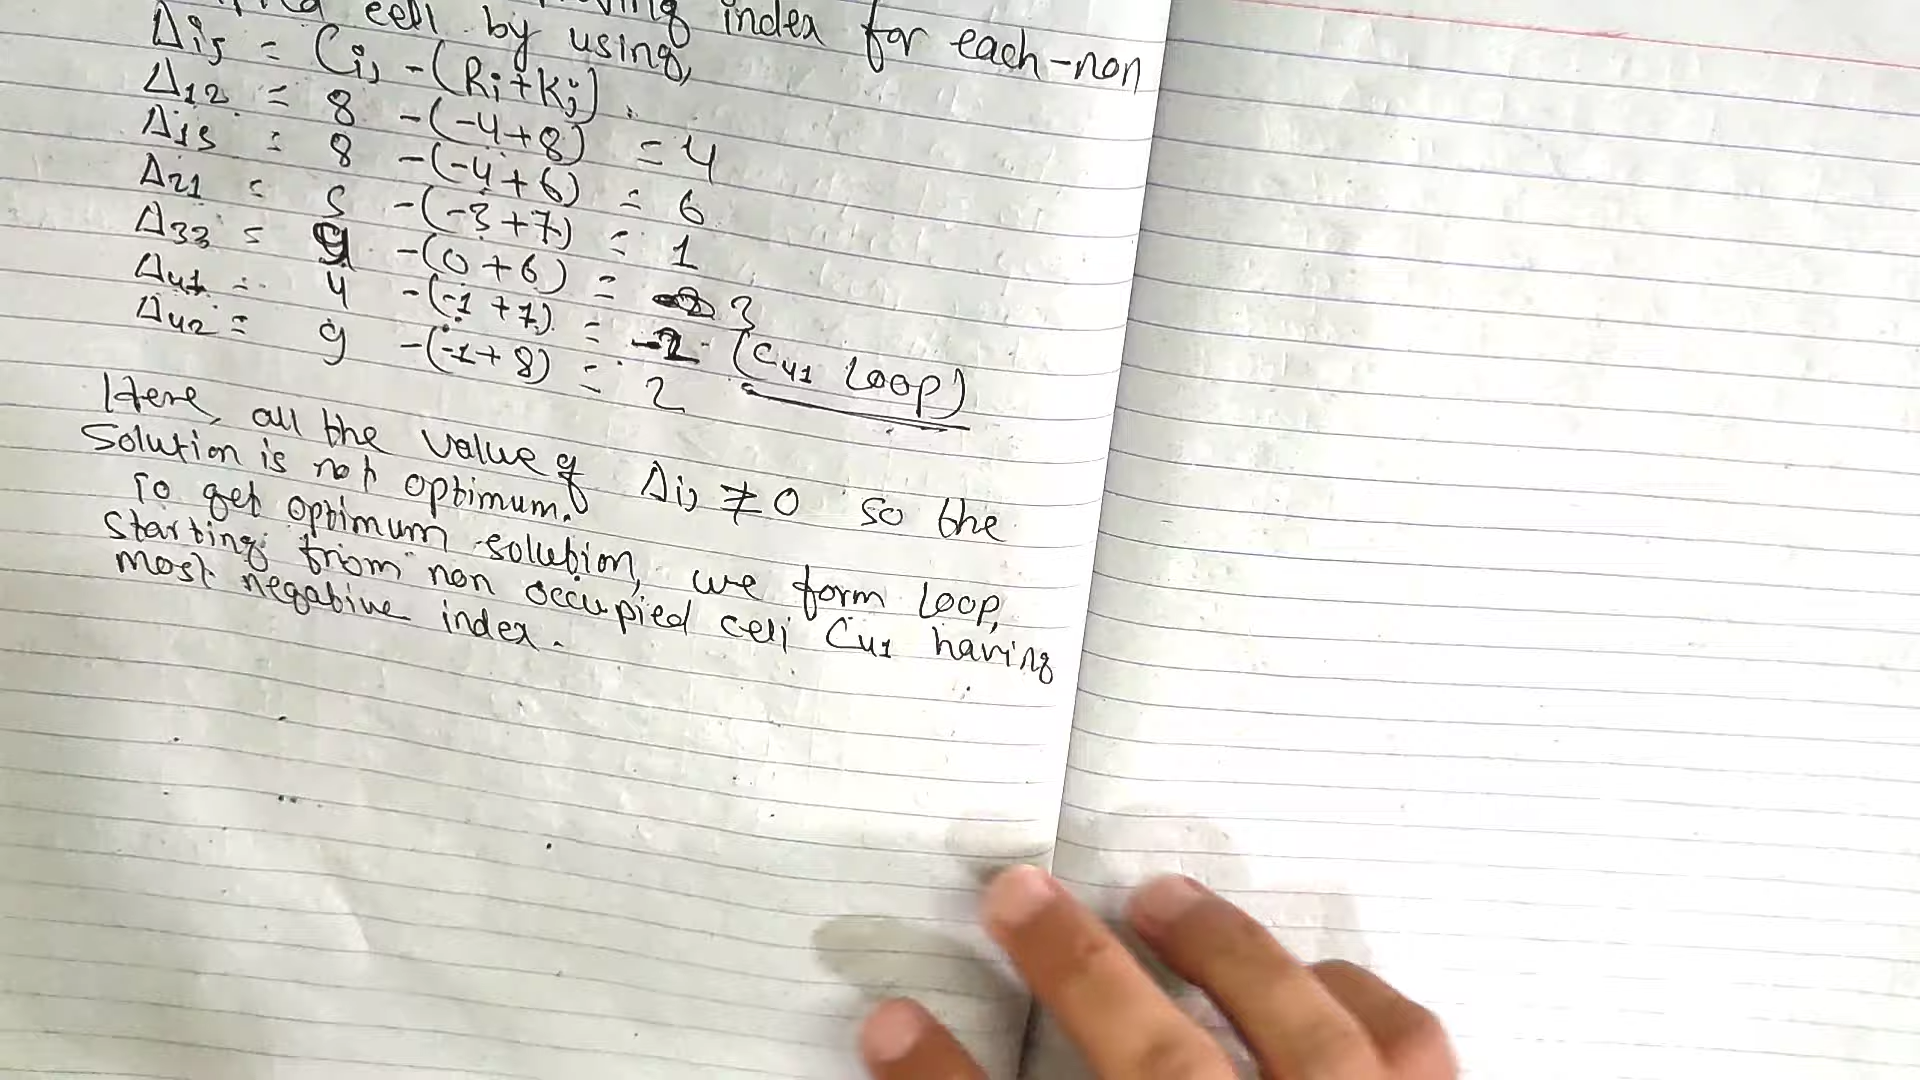 cell by using, index for each-non
Δij = Cij - (Ri+Kj).
Δ12 = 8 -(-4+8) = 4
Δ13 = 8 -(-4+6) = 6
Δ21 = 5 -(-3+7) = 1
Δ33 = 9 -(0+6) = 3
Δ41 = 4 -(-1+7) = -2 (C41 Loop)
Δ42 = 9 -(-1+8) = 2
Here, all the value of Δij ≠ 0 so the
Solution is not optimum.
To get optimum solution, we form Loop,
starting from non occupied cell C41 having
most negative index.